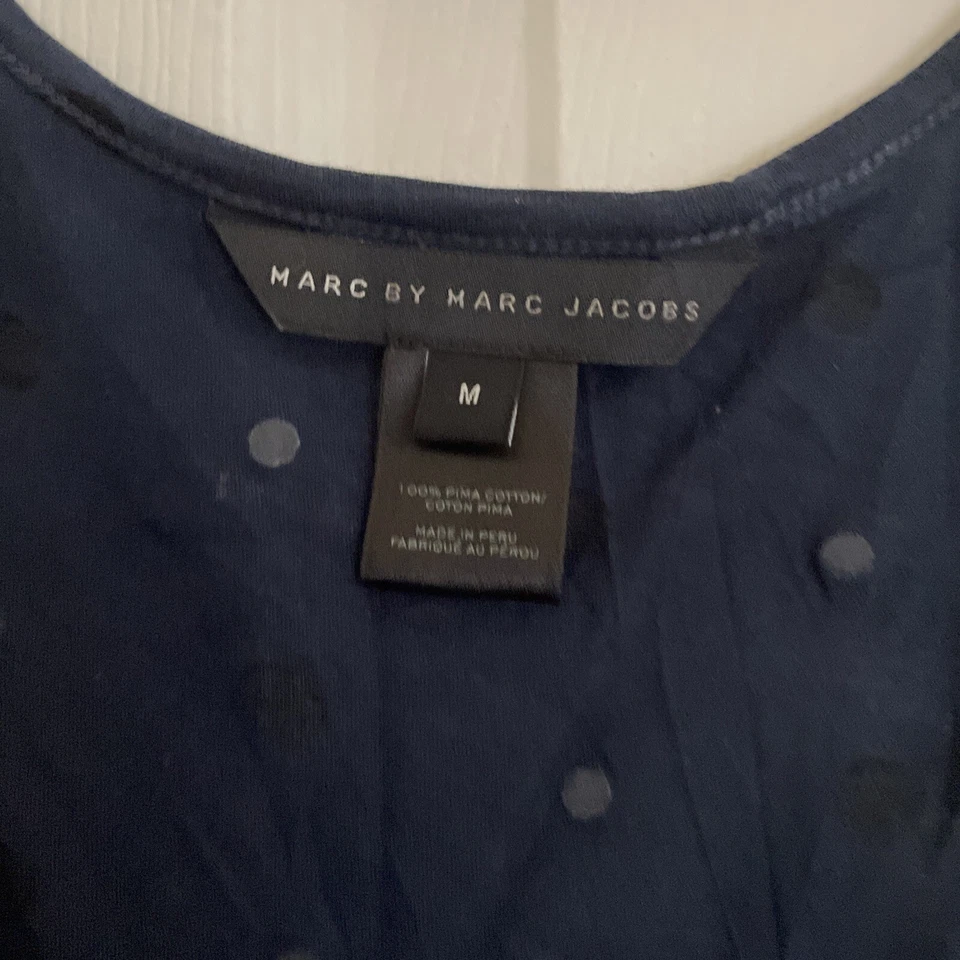 MARC BY MARC JACOBS
M
100% PIMA COTTON/
COTON PIMA
MADE IN PERU
FABRIQUÉ AU PÉROU